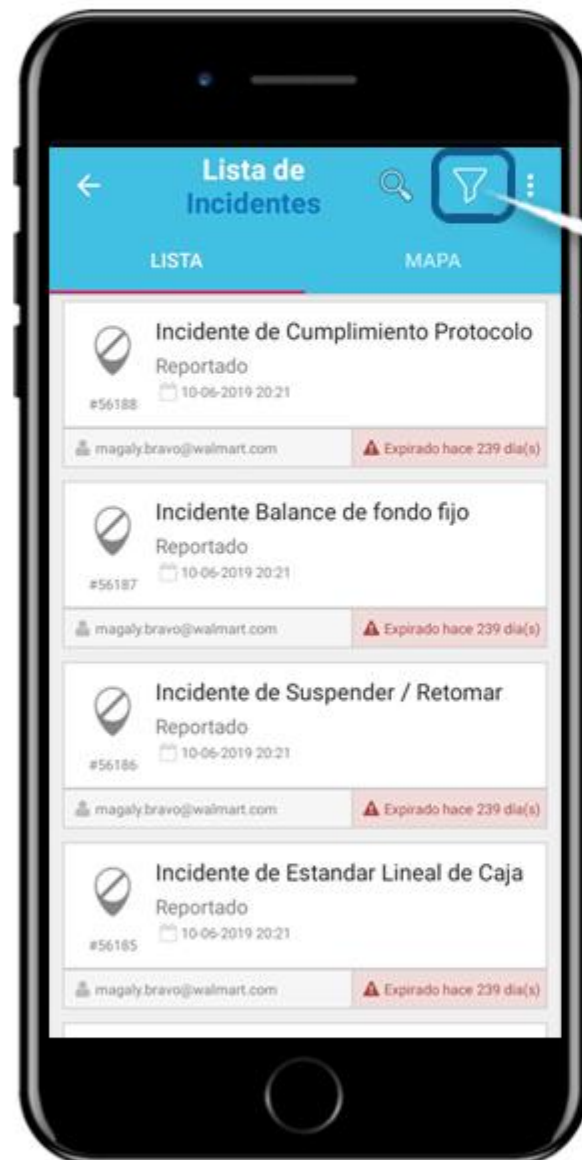 Lista de
Incidentes
LISTA
MAPA
Incidente de Cumplimiento Protocolo
Reportado
10-06-2019 20:21
#56188
magaly.bravo@walmart.com
Expirado hace 239 dia(s)
Incidente Balance de fondo fijo
Reportado
10-06-2019 20:21
#56187
magaly.bravo@walmart.com
Expirado hace 239 dia(s)
Incidente de Suspender / Retomar
Reportado
10-06-2019 20:21
#56186
magaly.bravo@walmart.com
Expirado hace 239 dia(s)
Incidente de Estandar Lineal de Caja
Reportado
10-06-2019 20:21
#56185
magaly.bravo@walmart.com
Expirado hace 239 dia(s)